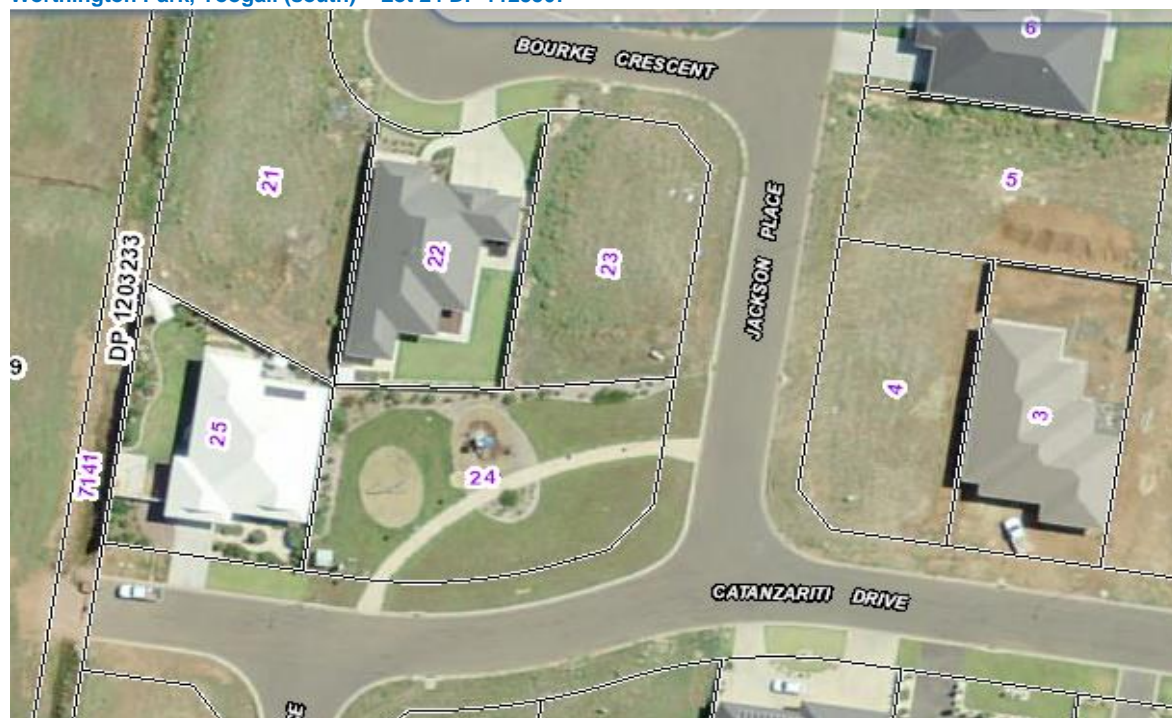 BOURKE CRESCENT
6
5
21
22
23
JACKSON PLACE
DP 1203233
9
4
3
25
24
7141
CATANZARITI DRIVE